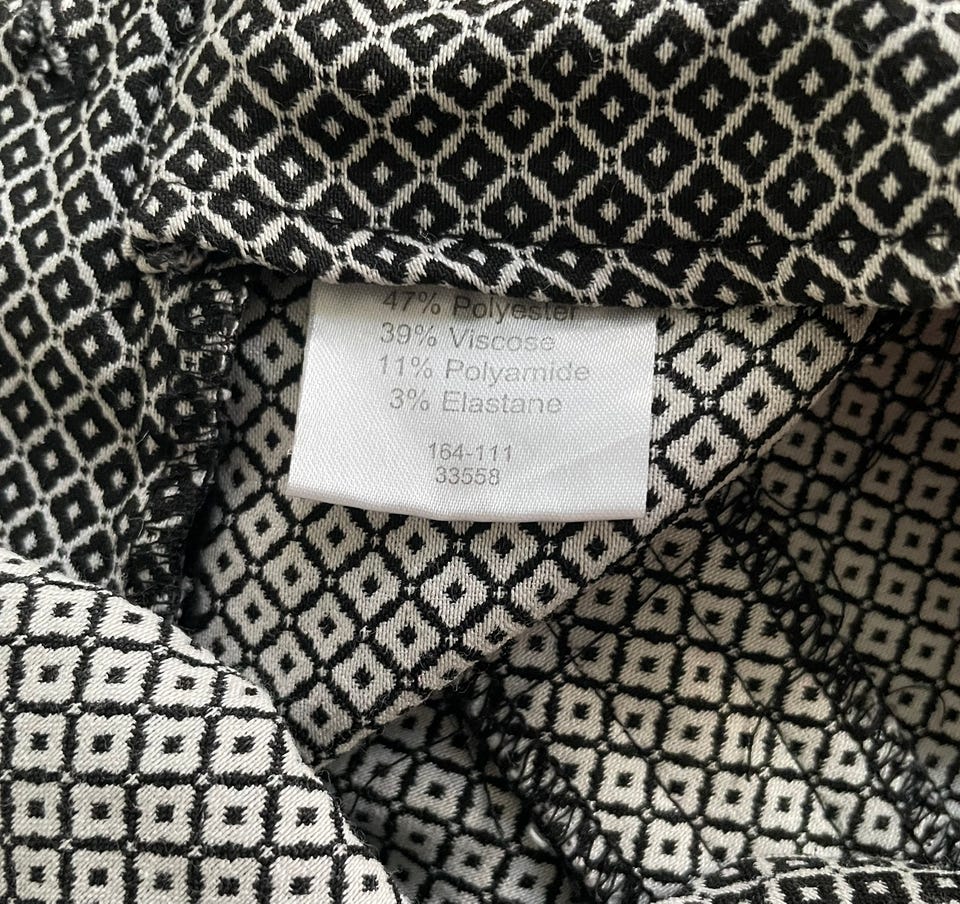 47% Polyester
39% Viscose
11% Polyamide
3% Elastane
164-111
33558